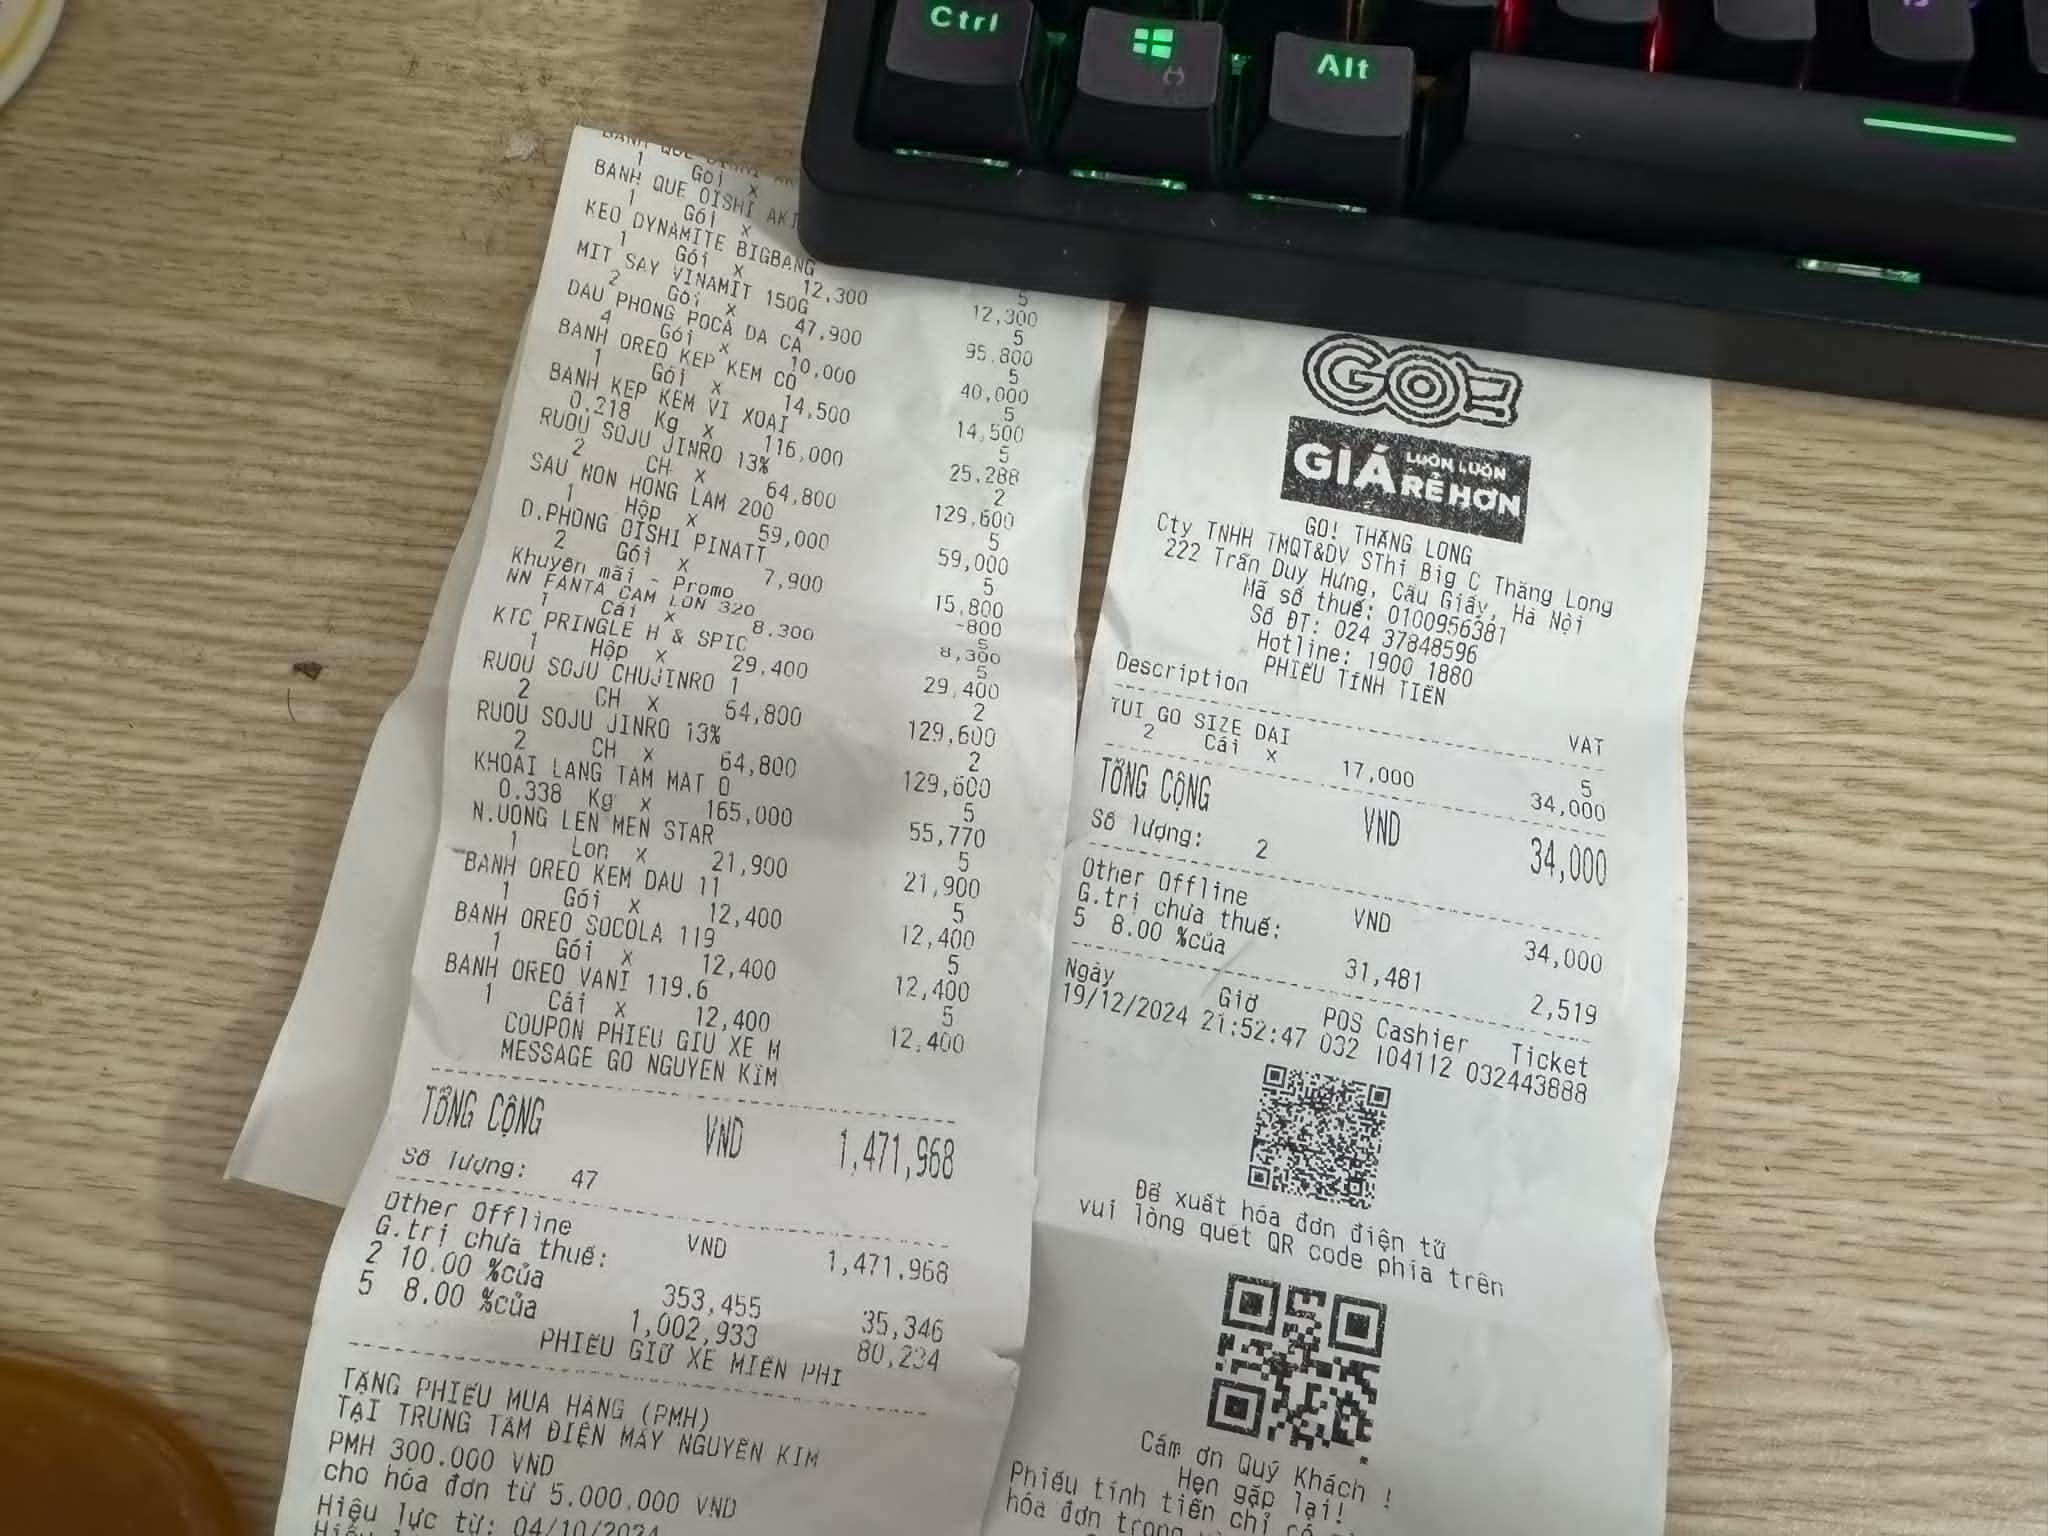 Ctrl
Alt
1 Gói x
BANH QUE OISHI AKI
1 Gói x
KEO DYNAMITE BIGBANG 5
1 Gói x 12,300 12,300
MIT SAY VINAMIT 150G 5
2 Gói x 47,900 95,800
DAU PHONG POCA DA CA 5
4 Gói x 10,000 40,000
BANH OREO KEP KEM CO 5
1 Gói x 14,500 14,500
BANH KEP KEM VI XOAI 5
0.218 Kg x 116,000 25,288
RUOU SOJU JINRO 13% 2
2 CH x 64,800 129,600
SAU NON HONG LAM 200 5
1 Hộp x 59,000 59,000
D.PHONG OISHI PINATT 5
2 Gói x 7,900 15,800
Khuyến mãi - Promo -800
NN FANTA CAM LON 320 5
1 Cái x 8,300 8,300
KTC PRINGLE H & SPIC 5
1 Hộp x 29,400 29,400
RUOU SOJU CHUJINRO 1 2
2 CH x 64,800 129,600
RUOU SOJU JINRO 13% 2
2 CH x 64,800 129,600
KHOAI LANG TAM MAT O 5
0.338 Kg x 165,000 55,770
N.UONG LEN MEN STAR 5
1 Lon x 21,900 21,900
BANH OREO KEM DAU 11 5
1 Gói x 12,400 12,400
BANH OREO SOCOLA 119 5
1 Gói x 12,400 12,400
BANH OREO VANI 119.6 5
1 Cái x 12,400 12,400
COUPON PHIEU GIU XE M
MESSAGE GO NGUYEN KIM
TỔNG CỘNG VND 1,471,968
Số lượng: 47
Other Offline VND 1,471,968
G.trị chưa thuế:
2 10.00 %của 353,455 35,346
5 8.00 %của 1,002,933 80,234
PHIẾU GIỮ XE MIỄN PHÍ
TẶNG PHIẾU MUA HÀNG (PMH)
TẠI TRUNG TÂM ĐIỆN MÁY NGUYỄN KIM
PMH 300.000 VND
cho hóa đơn từ 5.000.000 VND
Hiệu lực từ: 04/10/2024
GO!
GIÁ LUÔN LUÔN RẺ HƠN
GO! THĂNG LONG
Cty TNHH TMQT&DV SThị Big C Thăng Long
222 Trần Duy Hưng, Cầu Giấy, Hà Nội
Mã số thuế: 0100956381
Số ĐT: 024 37848596
Hotline: 1900 1880
PHIẾU TÍNH TIỀN
Description VAT
TUI GO SIZE DAI 5
2 Cái x 17,000 34,000
TỔNG CỘNG VND 34,000
Số lượng: 2
Other Offline VND 34,000
G.trị chưa thuế:
5 8.00 %của 31,481 2,519
Ngày Giờ POS Cashier Ticket
19/12/2024 21:52:47 032 104112 032443888
Để xuất hóa đơn điện tử
vui lòng quét QR code phía trên
Cám ơn Quý Khách !
Hẹn gặp lại!
Phiếu tính tiền chỉ có
hóa đơn trong